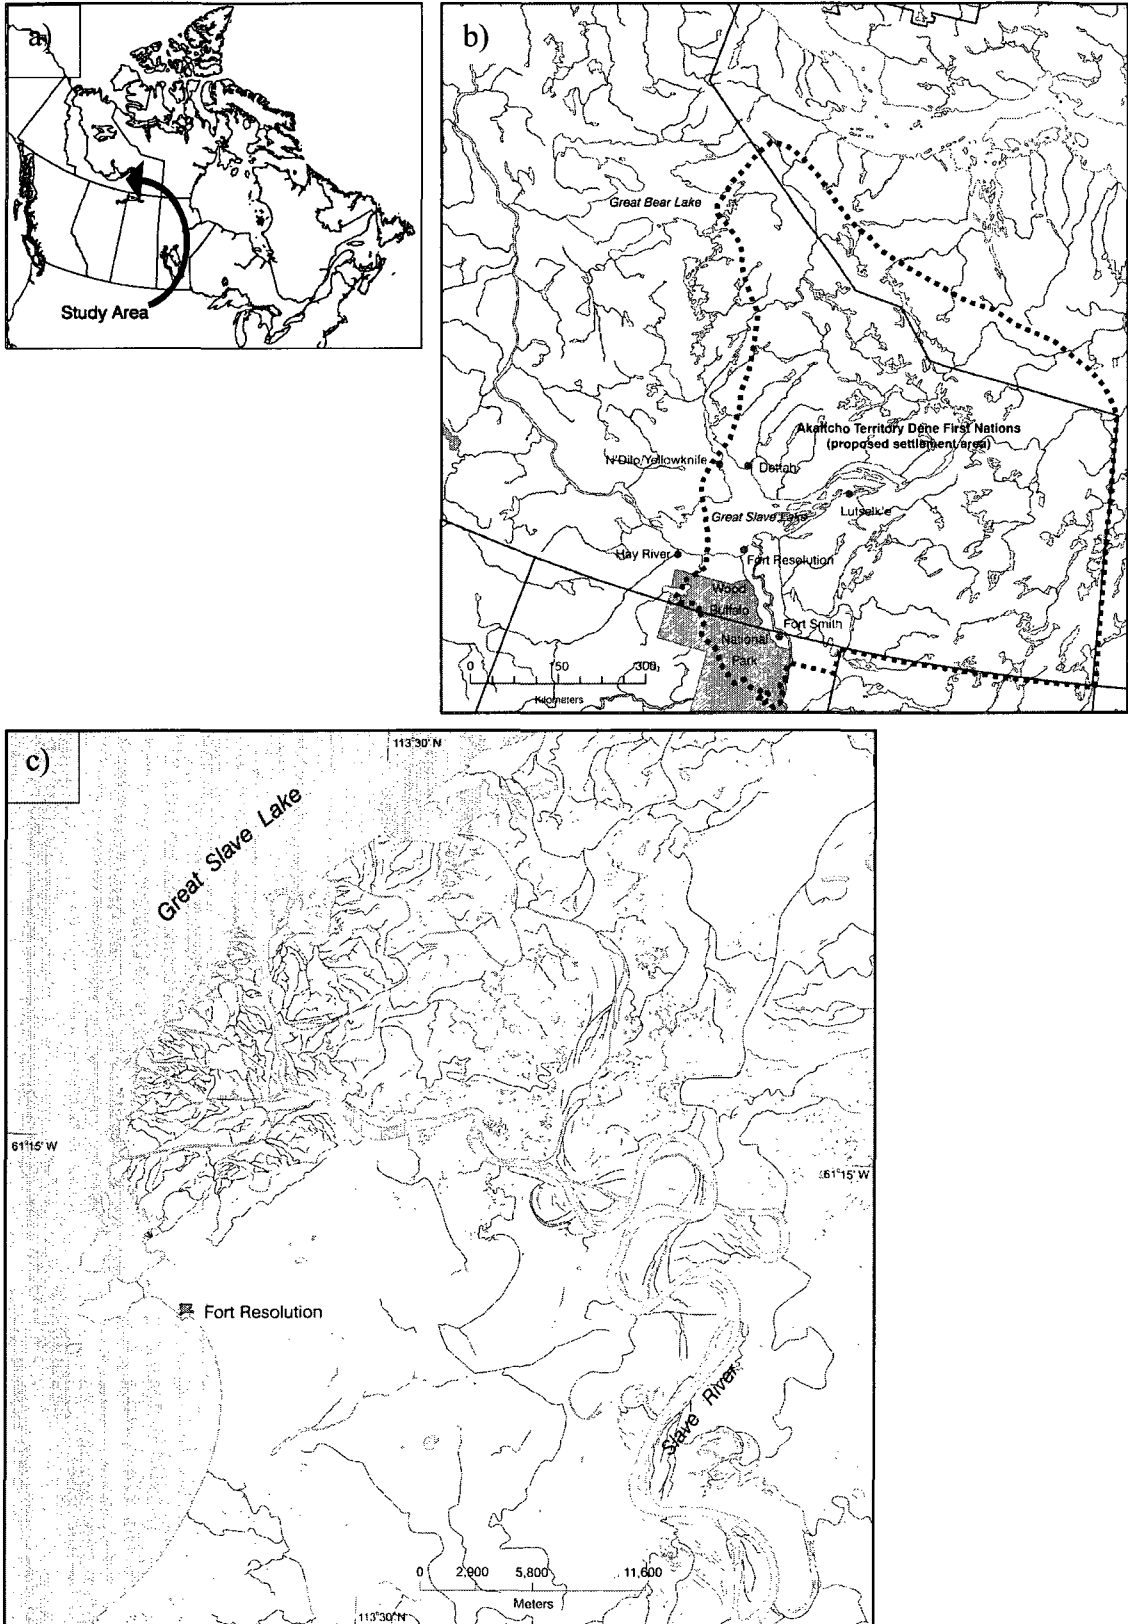 a)
Study Area
b)
Great Bear Lake
Akaitcho Territory Dene First Nations
(proposed settlement area)
N'Dilo/Yellowknife
Dettah
Lutselk'e
Great Slave Lake
Hay River
Fort Resolution
Wood
Buffalo
National
Park
Fort Smith
0 150 300
Kilometers
c)
113°30' N
Great Slave Lake
61°15' W
61°15' W
Fort Resolution
Slave River
0 2,900 5,800 11,600
Meters
113°30' N